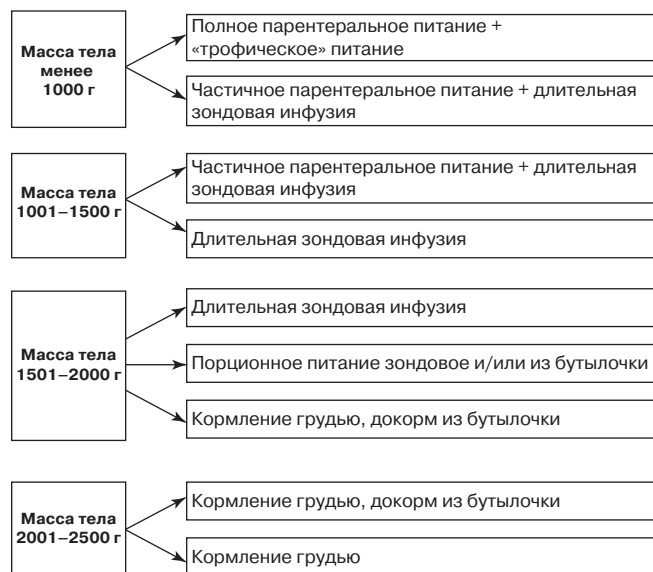 Масса тела
менее
1000 г
Полное парентеральное питание +
«трофическое» питание
Частичное парентеральное питание + длительная
зондовая инфузия
Масса тела
1001–1500 г
Частичное парентеральное питание + длительная
зондовая инфузия
Длительная зондовая инфузия
Масса тела
1501–2000 г
Длительная зондовая инфузия
Порционное питание зондовое и/или из бутылочки
Кормление грудью, докорм из бутылочки
Масса тела
2001–2500 г
Кормление грудью, докорм из бутылочки
Кормление грудью